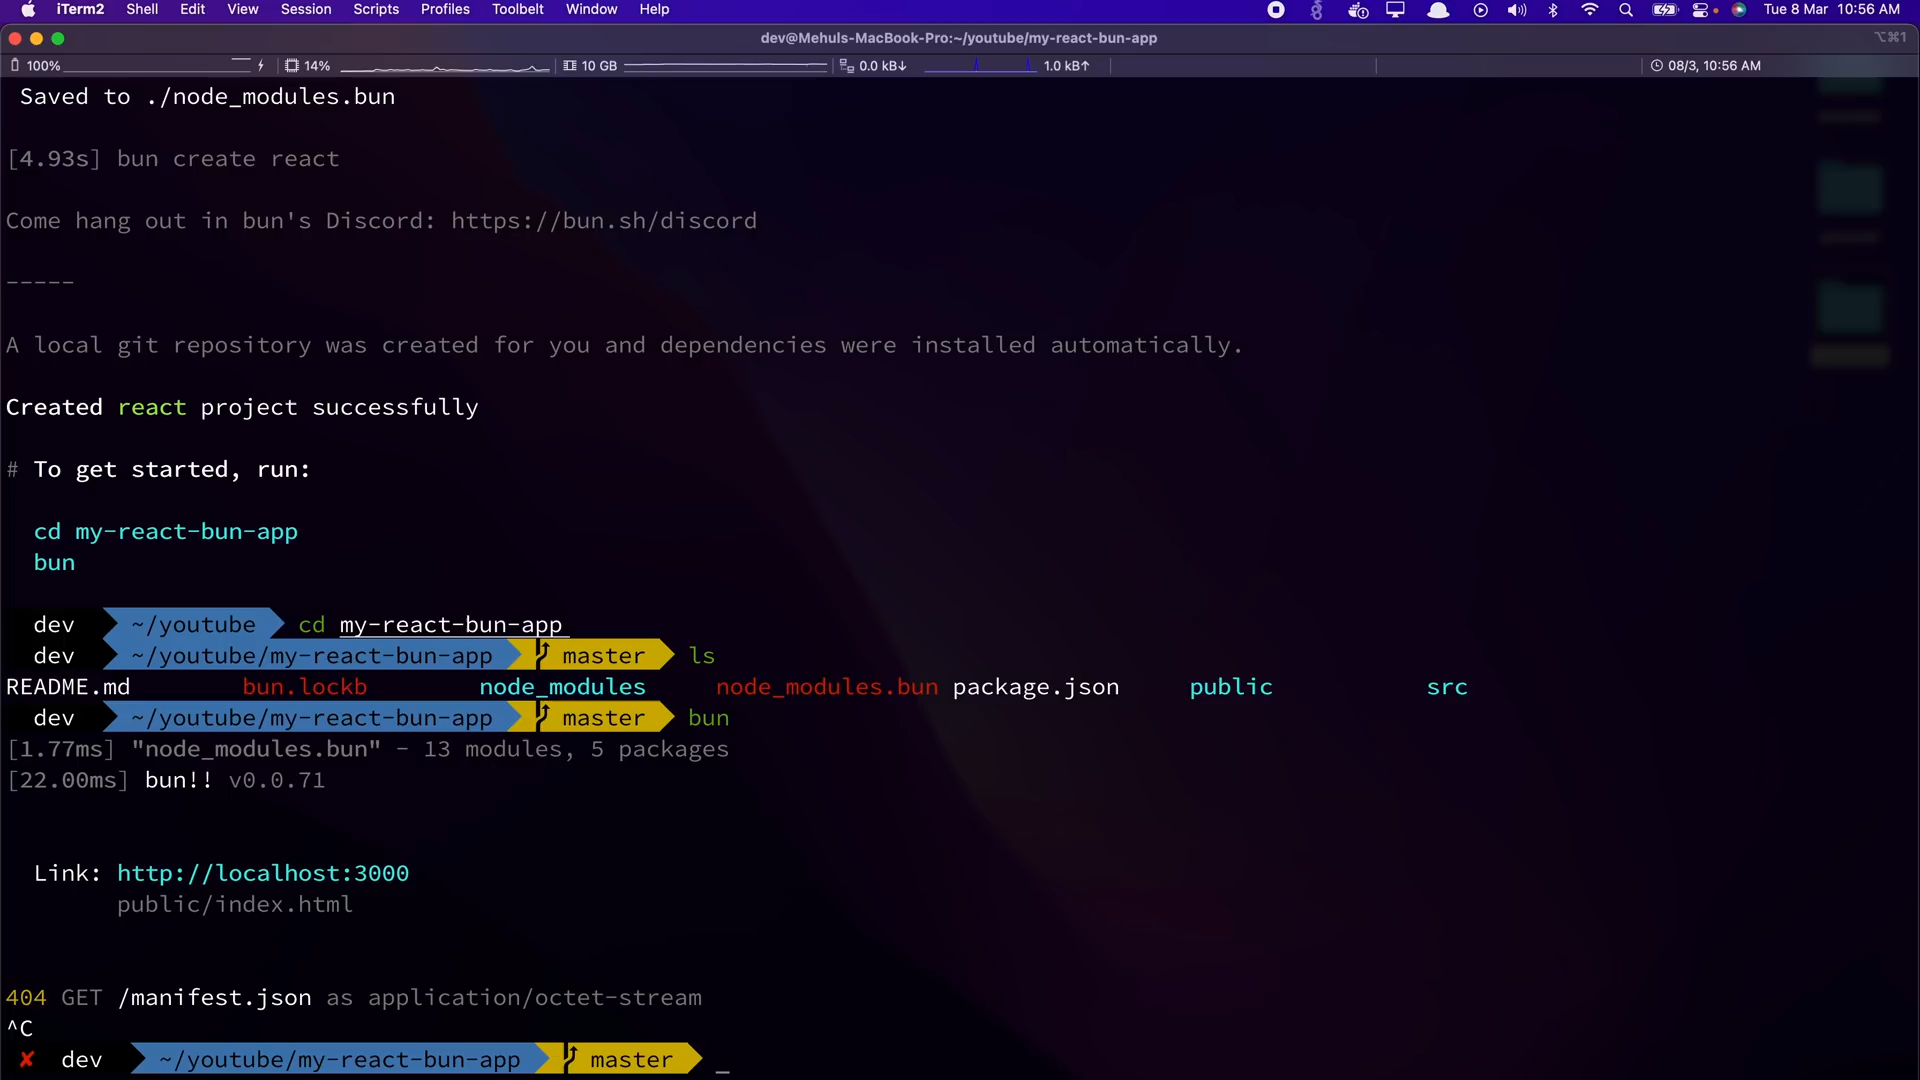 iTerm2 Shell Edit View Session Scripts Profiles Toolbelt Window Help Tue 8 Mar 10:56 AM
dev@Mehuls-MacBook-Pro:~/youtube/my-react-bun-app ⌥⌘1
100% 14% 10 GB 0.0 kB↓ 1.0 kB↑ 08/3, 10:56 AM
Saved to ./node_modules.bun
[4.93s] bun create react
Come hang out in bun's Discord: https://bun.sh/discord
-----
A local git repository was created for you and dependencies were installed automatically.
Created react project successfully
# To get started, run:
cd my-react-bun-app
bun
dev ~/youtube cd my-react-bun-app
dev ~/youtube/my-react-bun-app master ls
README.md bun.lockb node_modules node_modules.bun package.json public src
dev ~/youtube/my-react-bun-app master bun
[1.77ms] "node_modules.bun" - 13 modules, 5 packages
[22.00ms] bun!! v0.0.71
Link: http://localhost:3000
public/index.html
404 GET /manifest.json as application/octet-stream
^C
✘ dev ~/youtube/my-react-bun-app master _